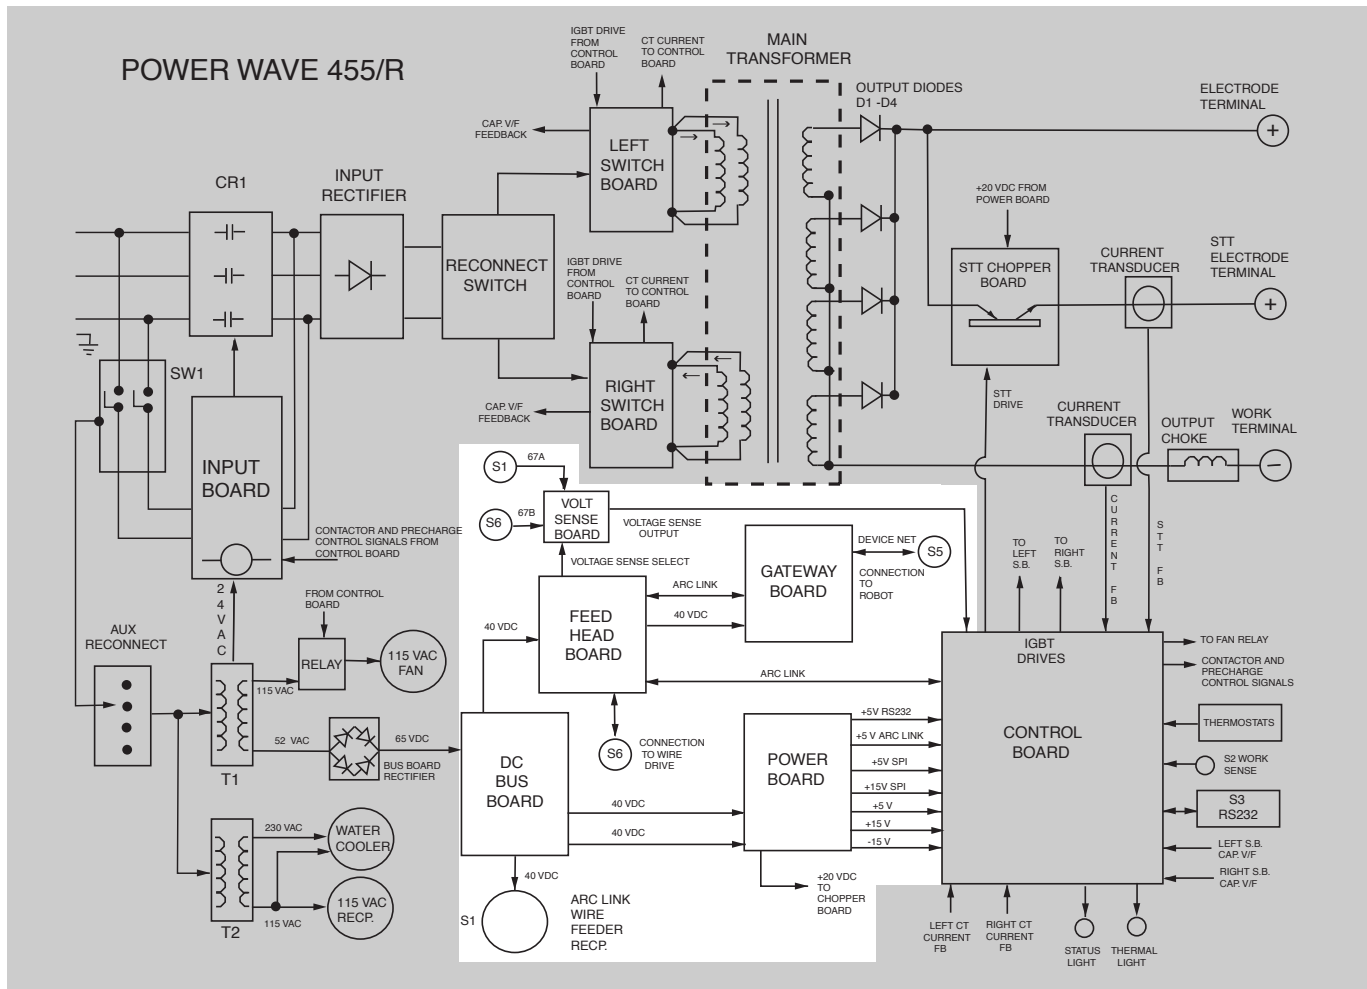 POWER WAVE 455/R
IGBT DRIVE
FROM
CONTROL
BOARD
CT CURRENT
TO CONTROL
BOARD
MAIN
TRANSFORMER
OUTPUT DIODES
D1 -D4
ELECTRODE
TERMINAL
+
CAP. V/F
FEEDBACK
LEFT
SWITCH
BOARD
CR1
INPUT
RECTIFIER
RECONNECT
SWITCH
+20 VDC FROM
POWER BOARD
STT CHOPPER
BOARD
CURRENT
TRANSDUCER
STT
ELECTRODE
TERMINAL
+
IGBT DRIVE
FROM
CONTROL
BOARD
CT CURRENT
TO CONTROL
BOARD
SW1
RIGHT
SWITCH
BOARD
CAP. V/F
FEEDBACK
STT
DRIVE
CURRENT
TRANSDUCER
OUTPUT
CHOKE
WORK
TERMINAL
–
INPUT
BOARD
CONTACTOR AND PRECHARGE
CONTROL SIGNALS FROM
CONTROL BOARD
S1
67A
S6
67B
VOLT
SENSE
BOARD
VOLTAGE SENSE
OUTPUT
VOLTAGE SENSE SELECT
FEED
HEAD
BOARD
ARC LINK
40 VDC
GATEWAY
BOARD
DEVICE NET
S5
CONNECTION
TO
ROBOT
TO
LEFT
S.B.
TO
RIGHT
S.B.
C
U
R
R
E
N
T
F
B
S
T
T
F
B
2
4
V
A
C
FROM CONTROL
BOARD
AUX
RECONNECT
RELAY
115 VAC
FAN
115 VAC
52 VAC
T1
BUS BOARD
RECTIFIER
65 VDC
40 VDC
ARC LINK
S6
CONNECTION
TO WIRE
DRIVE
DC
BUS
BOARD
40 VDC
40 VDC
POWER
BOARD
+5V RS232
+5 V ARC LINK
+5V SPI
+15V SPI
+5 V
+15 V
-15 V
IGBT
DRIVES
CONTROL
BOARD
TO FAN RELAY
CONTACTOR AND
PRECHARGE
CONTROL SIGNALS
THERMOSTATS
S2 WORK
SENSE
S3
RS232
LEFT S.B.
CAP. V/F
RIGHT S.B.
CAP. V/F
230 VAC
WATER
COOLER
115 VAC
RECP.
115 VAC
T2
40 VDC
S1
ARC LINK
WIRE
FEEDER
RECP.
+20 VDC
TO
CHOPPER
BOARD
LEFT CT
CURRENT
FB
RIGHT CT
CURRENT
FB
STATUS
LIGHT
THERMAL
LIGHT